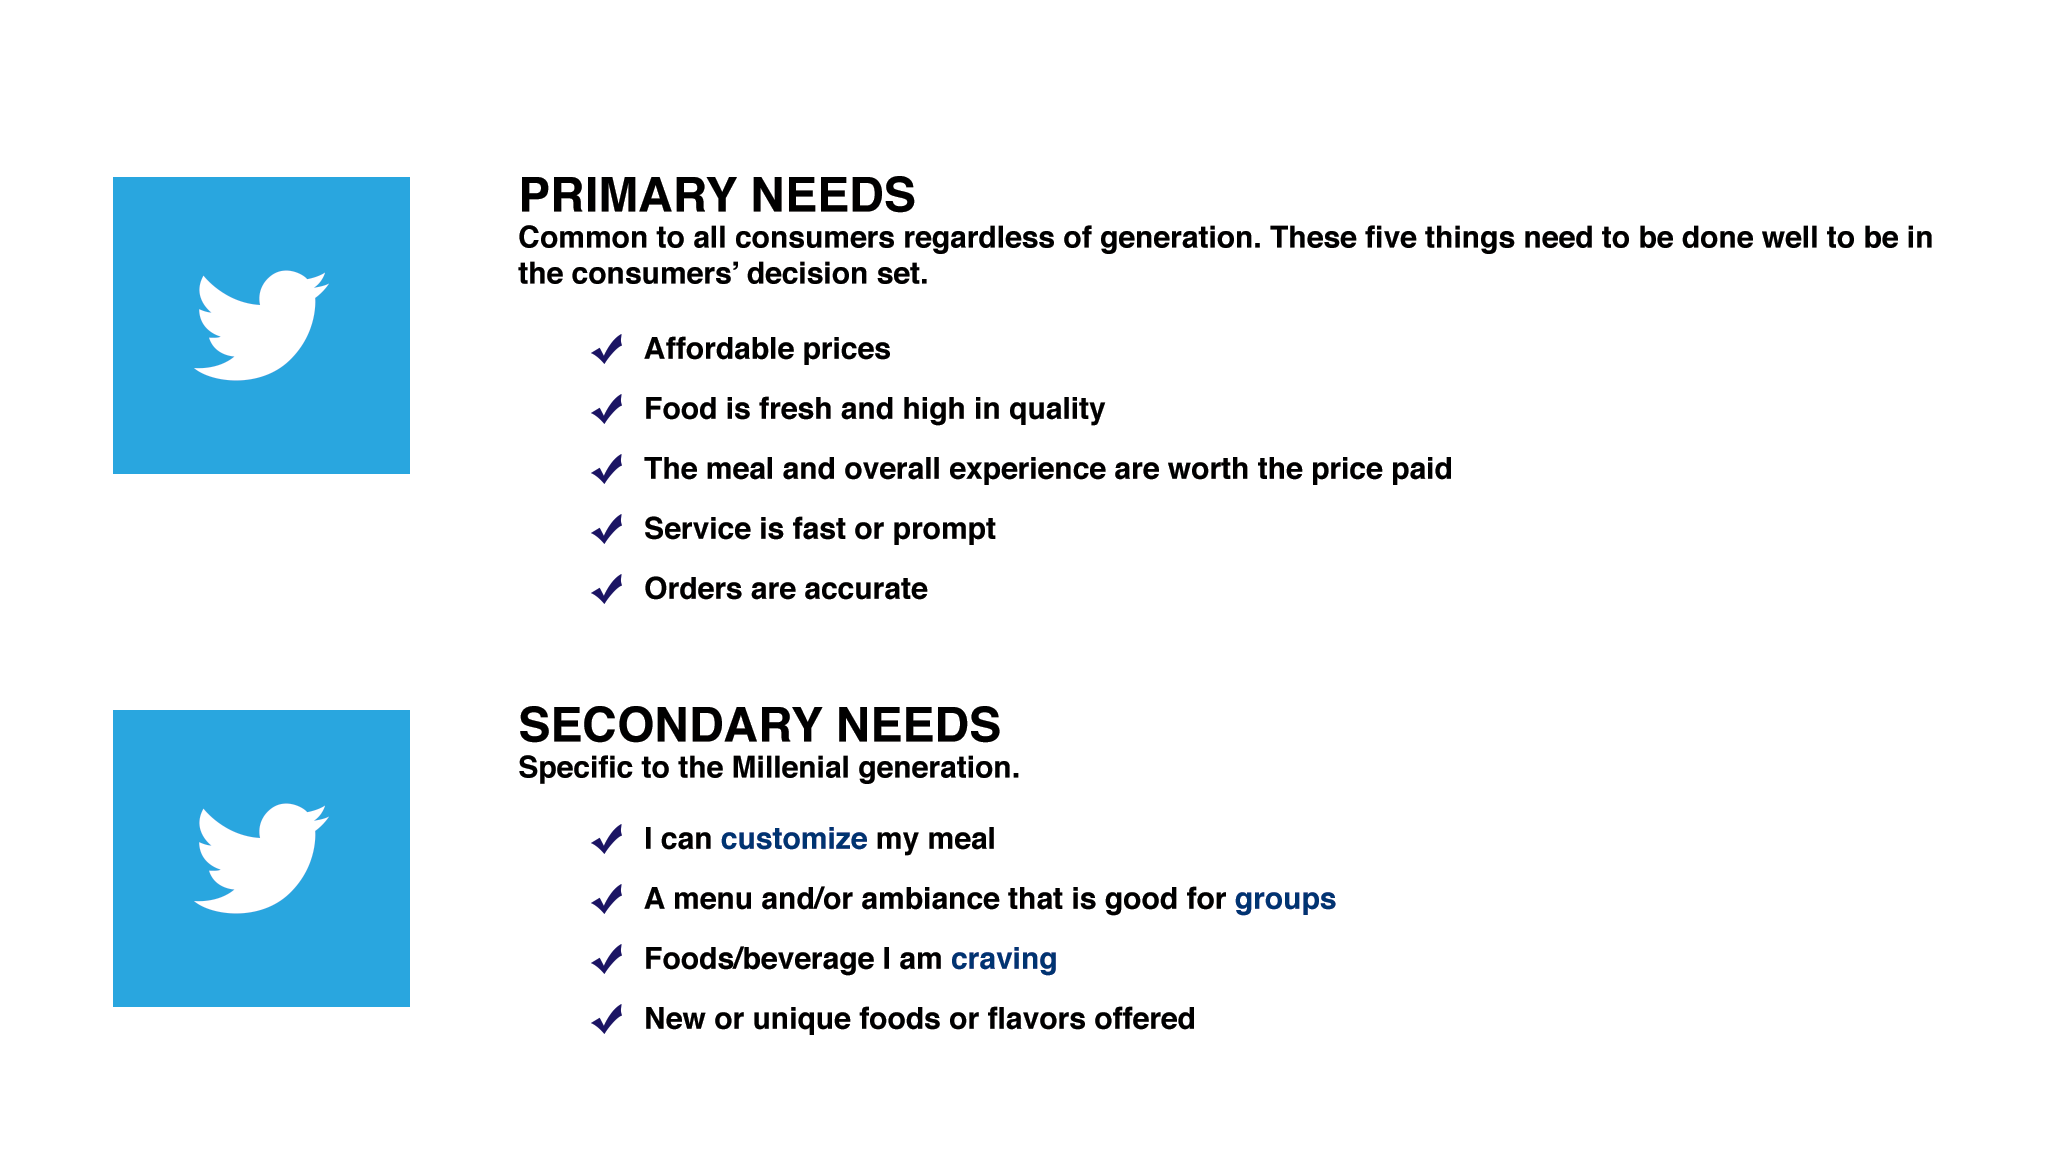 PRIMARY NEEDS
Common to all consumers regardless of generation. These five things need to be done well to be in
the consumers’ decision set.
Affordable prices
Food is fresh and high in quality
The meal and overall experience are worth the price paid
Service is fast or prompt
Orders are accurate
SECONDARY NEEDS
Specific to the Millenial generation.
I can customize my meal
A menu and/or ambiance that is good for groups
Foods/beverage I am craving
New or unique foods or flavors offered